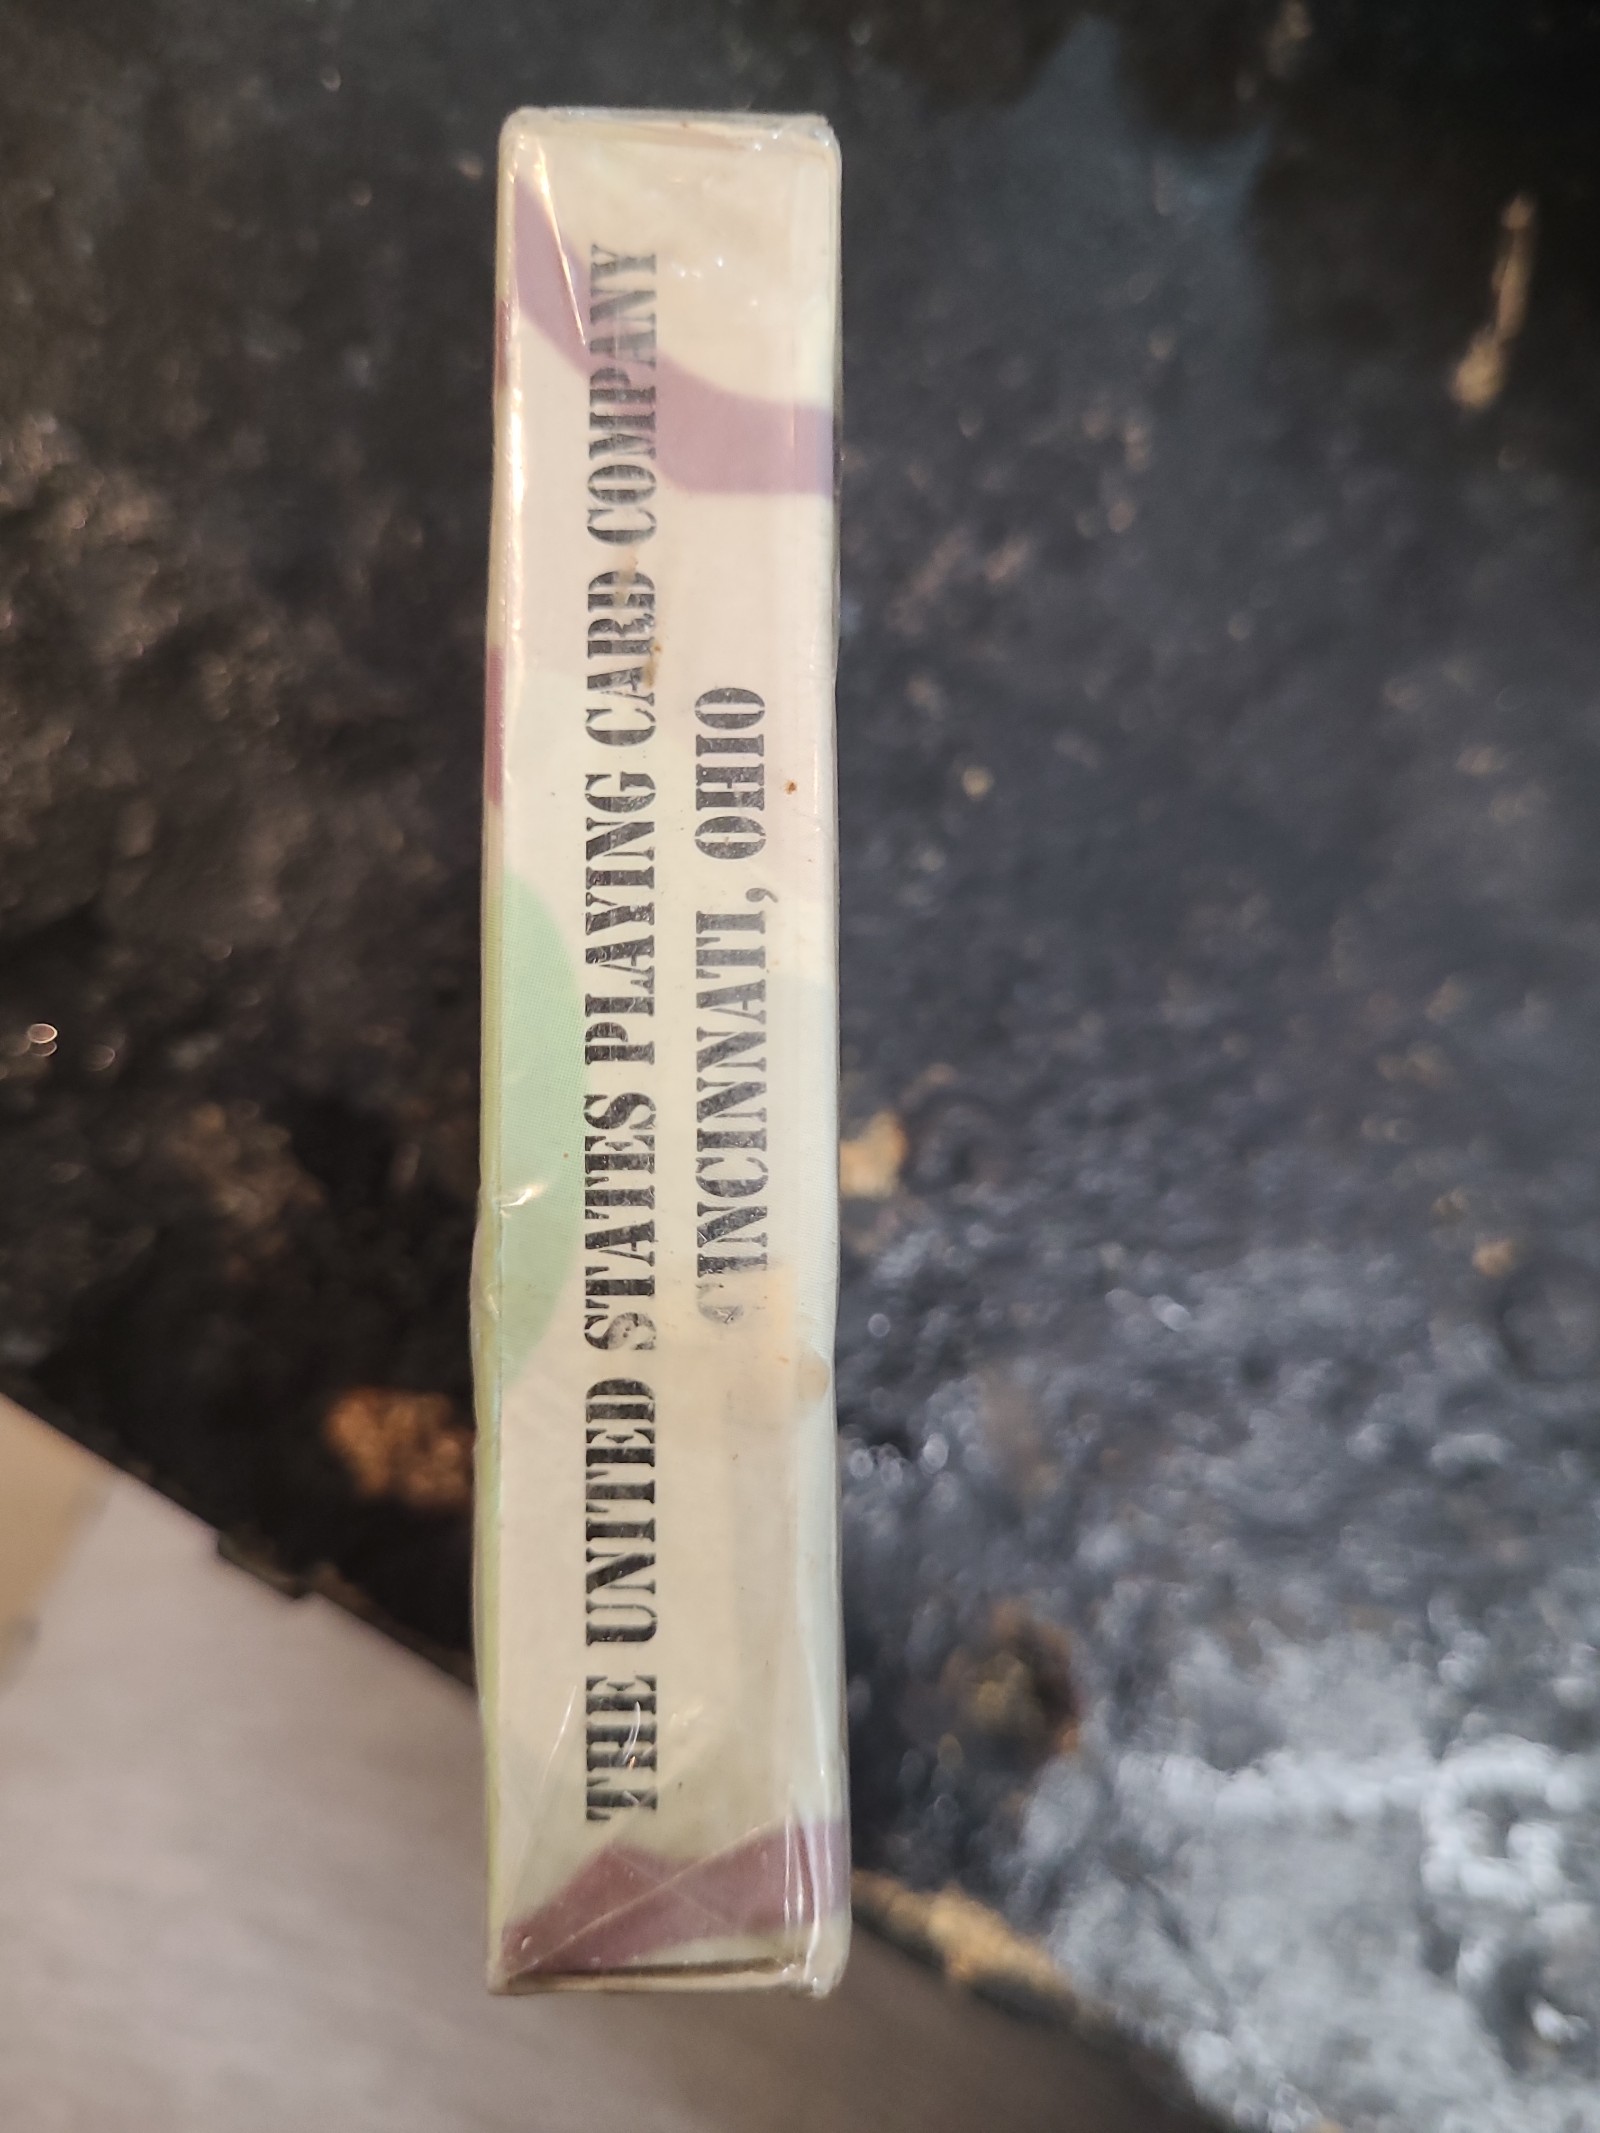 THE UNITED STATES PLAYING CARD COMPANY
CINCINNATI, OHIO